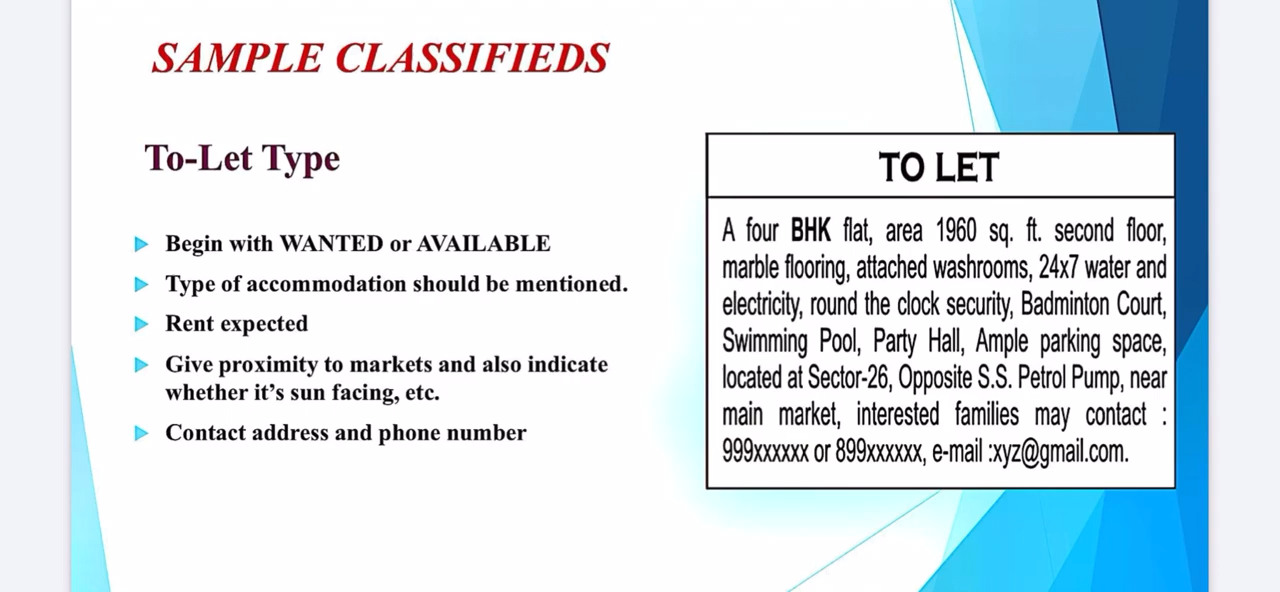 SAMPLE CLASSIFIEDS
To-Let Type
Begin with WANTED or AVAILABLE
Type of accommodation should be mentioned.
Rent expected
Give proximity to markets and also indicate
whether it’s sun facing, etc.
Contact address and phone number
TO LET
A four BHK flat, area 1960 sq. ft. second floor,
marble flooring, attached washrooms, 24x7 water and
electricity, round the clock security, Badminton Court,
Swimming Pool, Party Hall, Ample parking space,
located at Sector-26, Opposite S.S. Petrol Pump, near
main market, interested families may contact :
999xxxxxx or 899xxxxxx, e-mail :xyz@gmail.com.